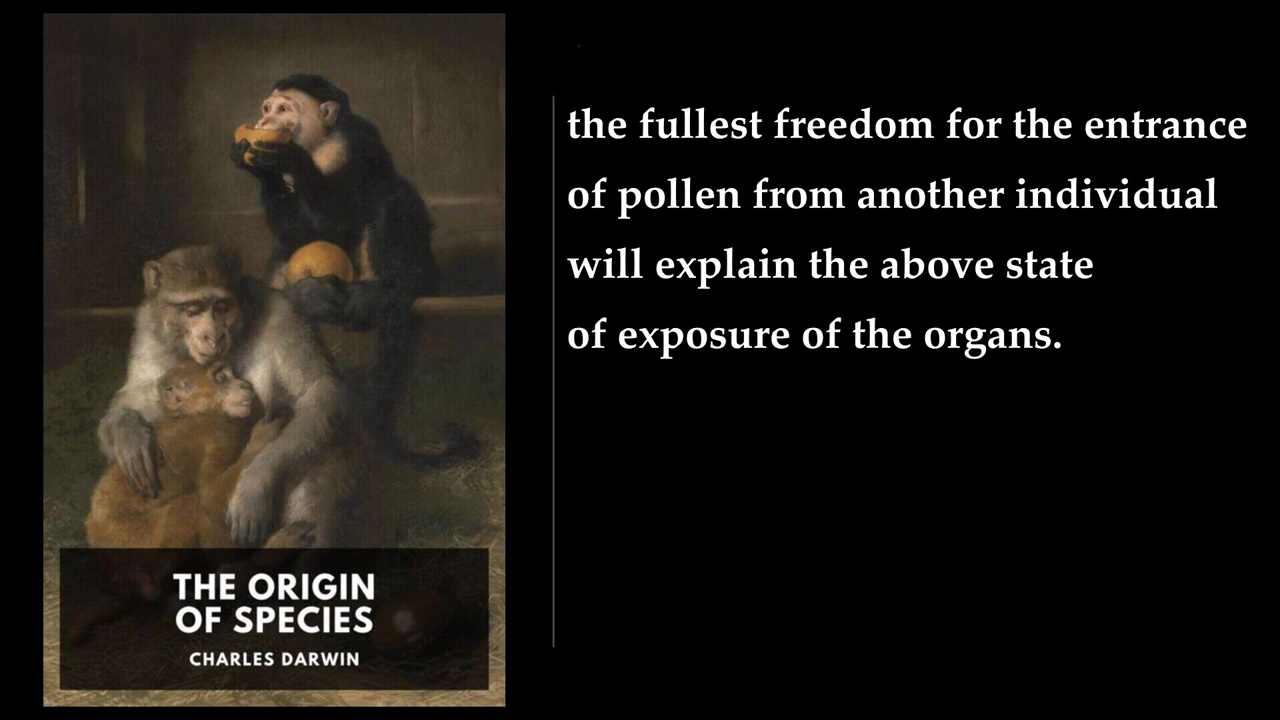 the fullest freedom for the entrance
of pollen from another individual
will explain the above state
of exposure of the organs.
THE ORIGIN
OF SPECIES
CHARLES DARWIN